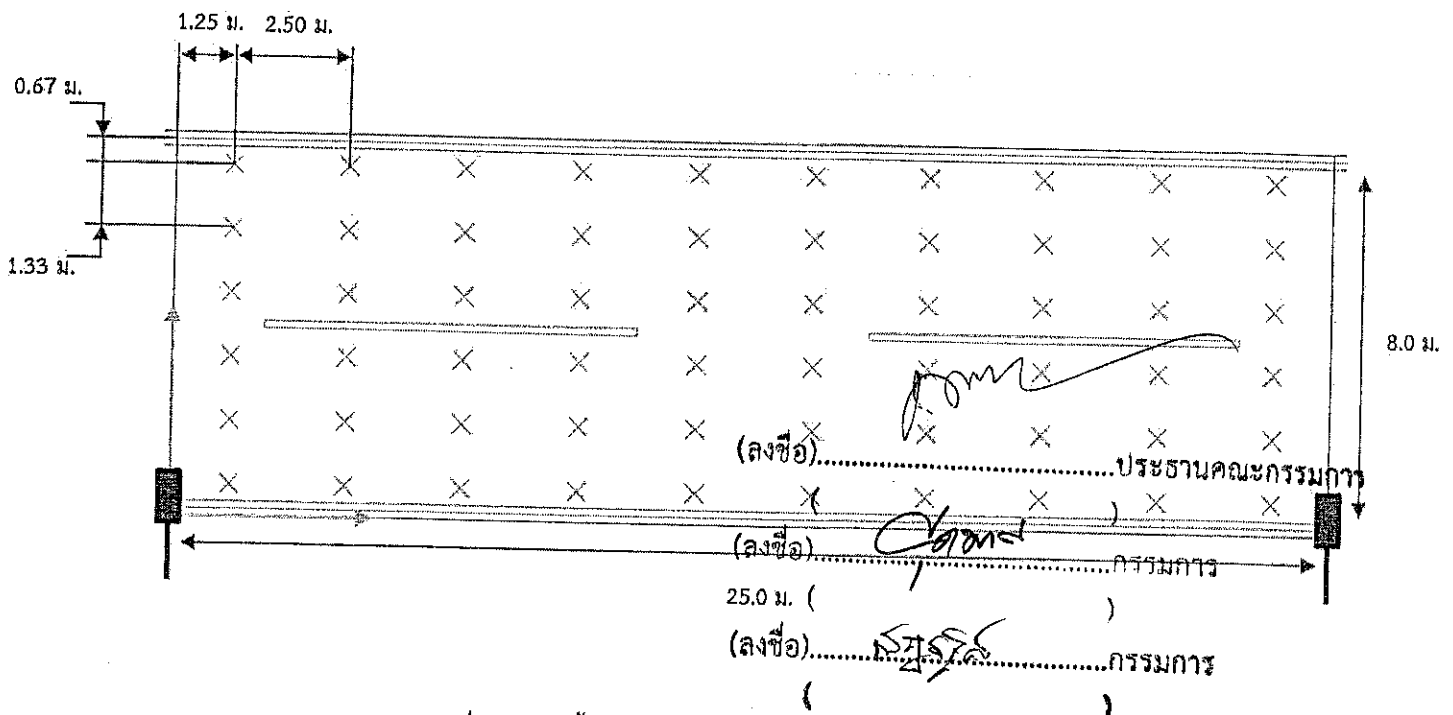 1.25 ม. 2.50 ม.
0.67 ม.
1.33 ม.
8.0 ม.
(ลงชื่อ)..................................ประธานคณะกรรมการ
( )
(ลงชื่อ)..................................กรรมการ
25.0 ม. ( )
(ลงชื่อ)..................................กรรมการ
( )